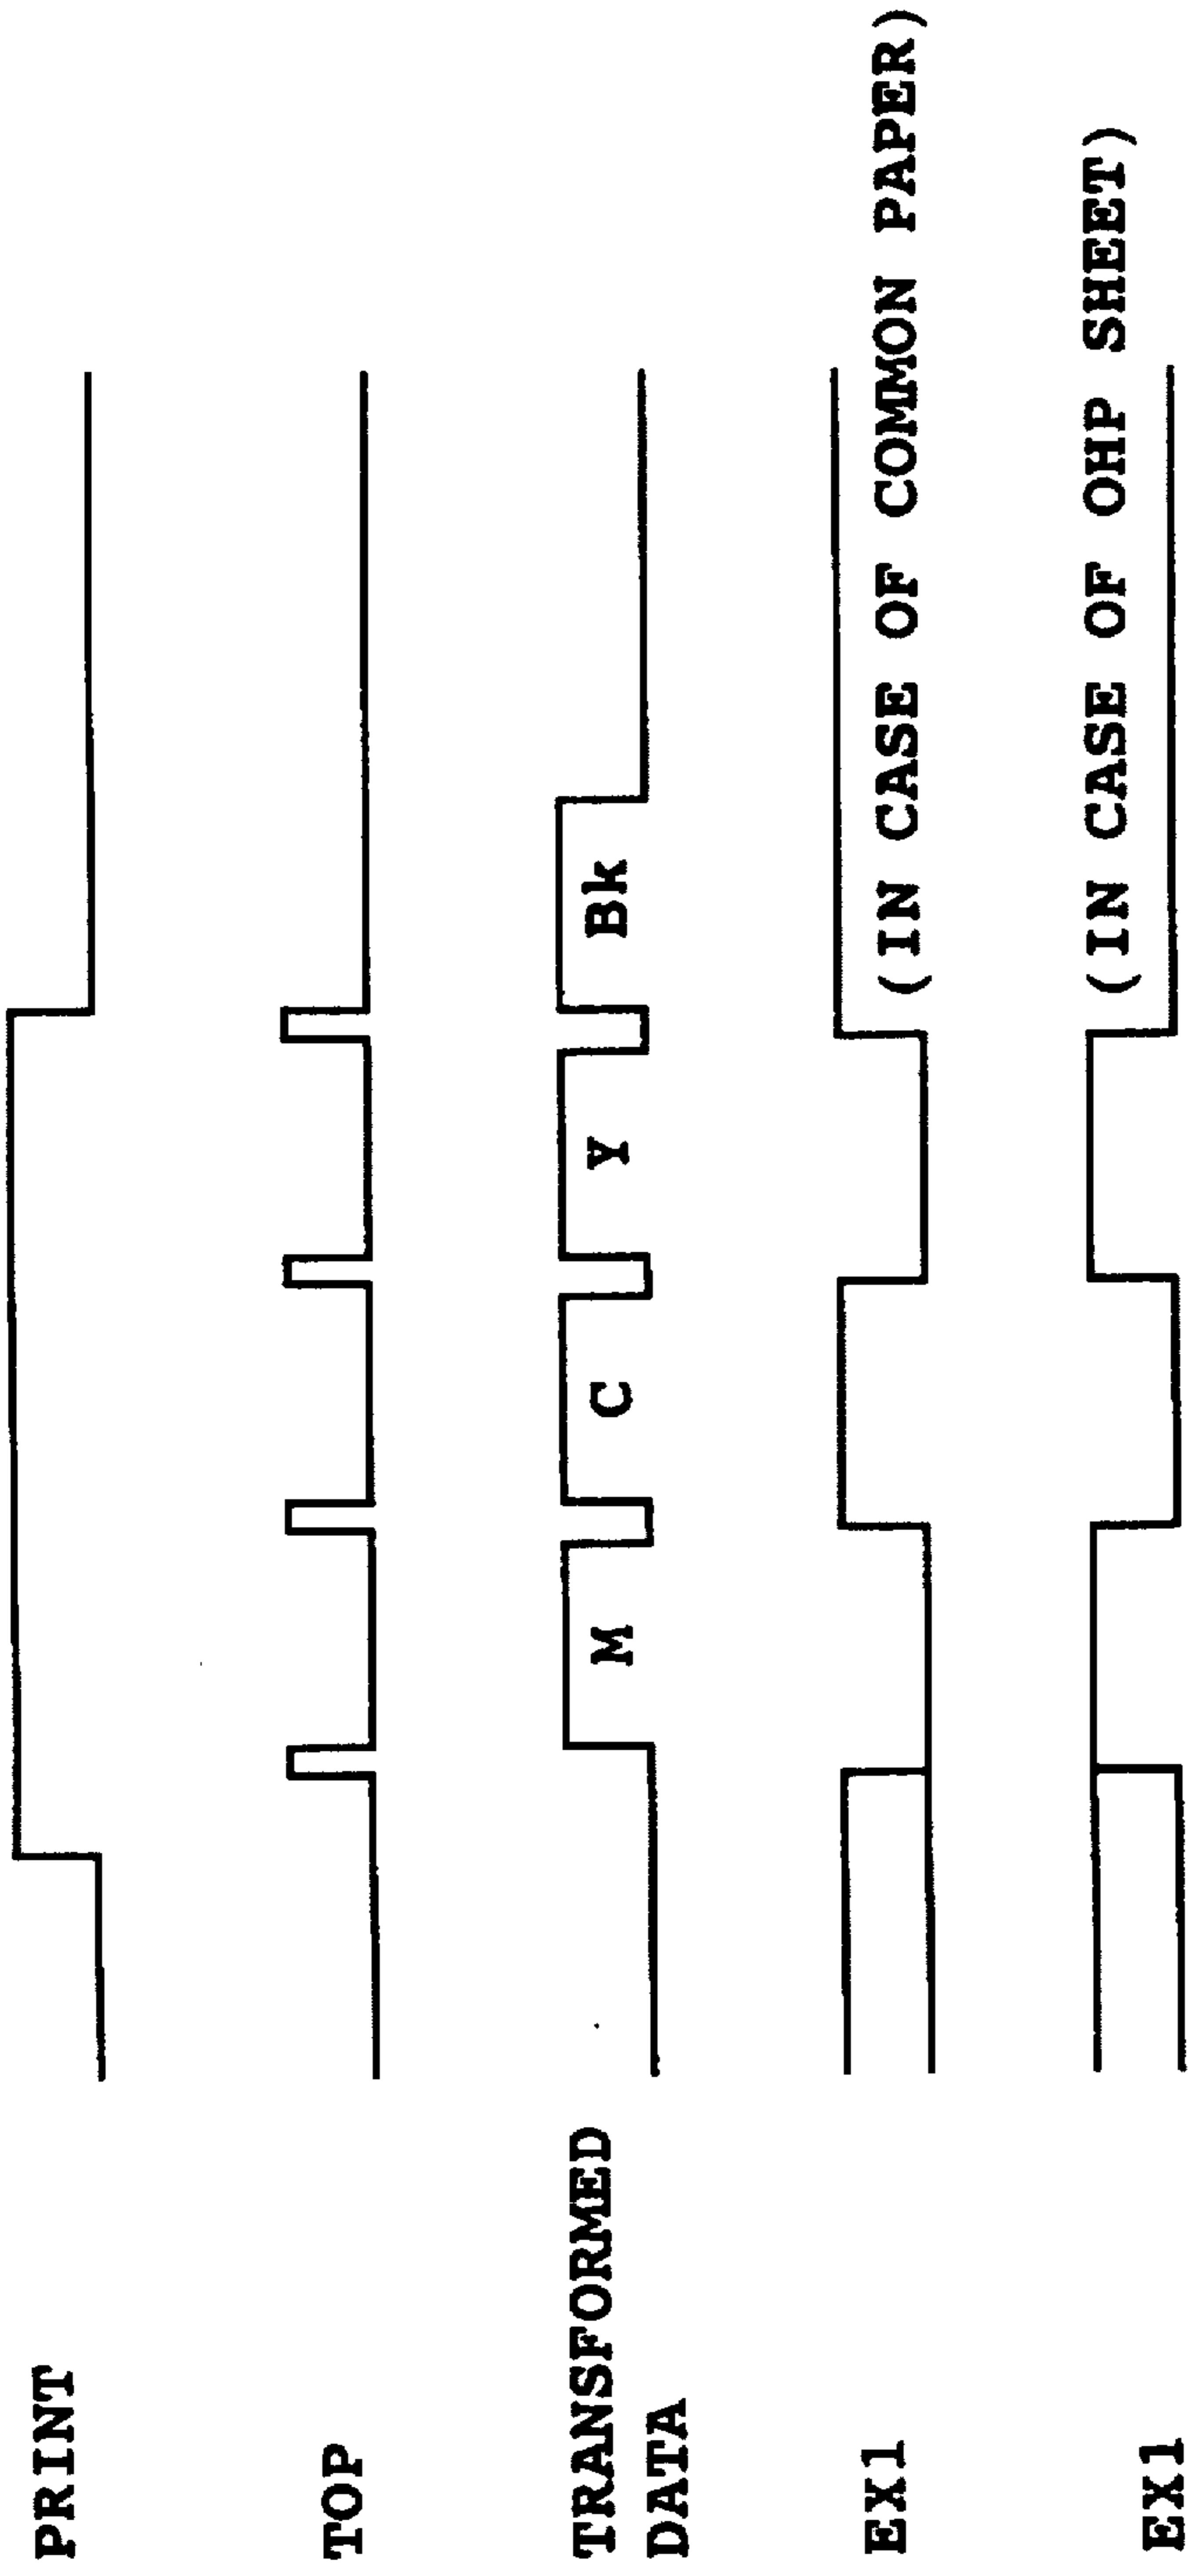 PRINT
TOP
TRANSFORMED
DATA
M C Y Bk
EX1
(IN CASE OF COMMON PAPER)
EX1
(IN CASE OF OHP SHEET)